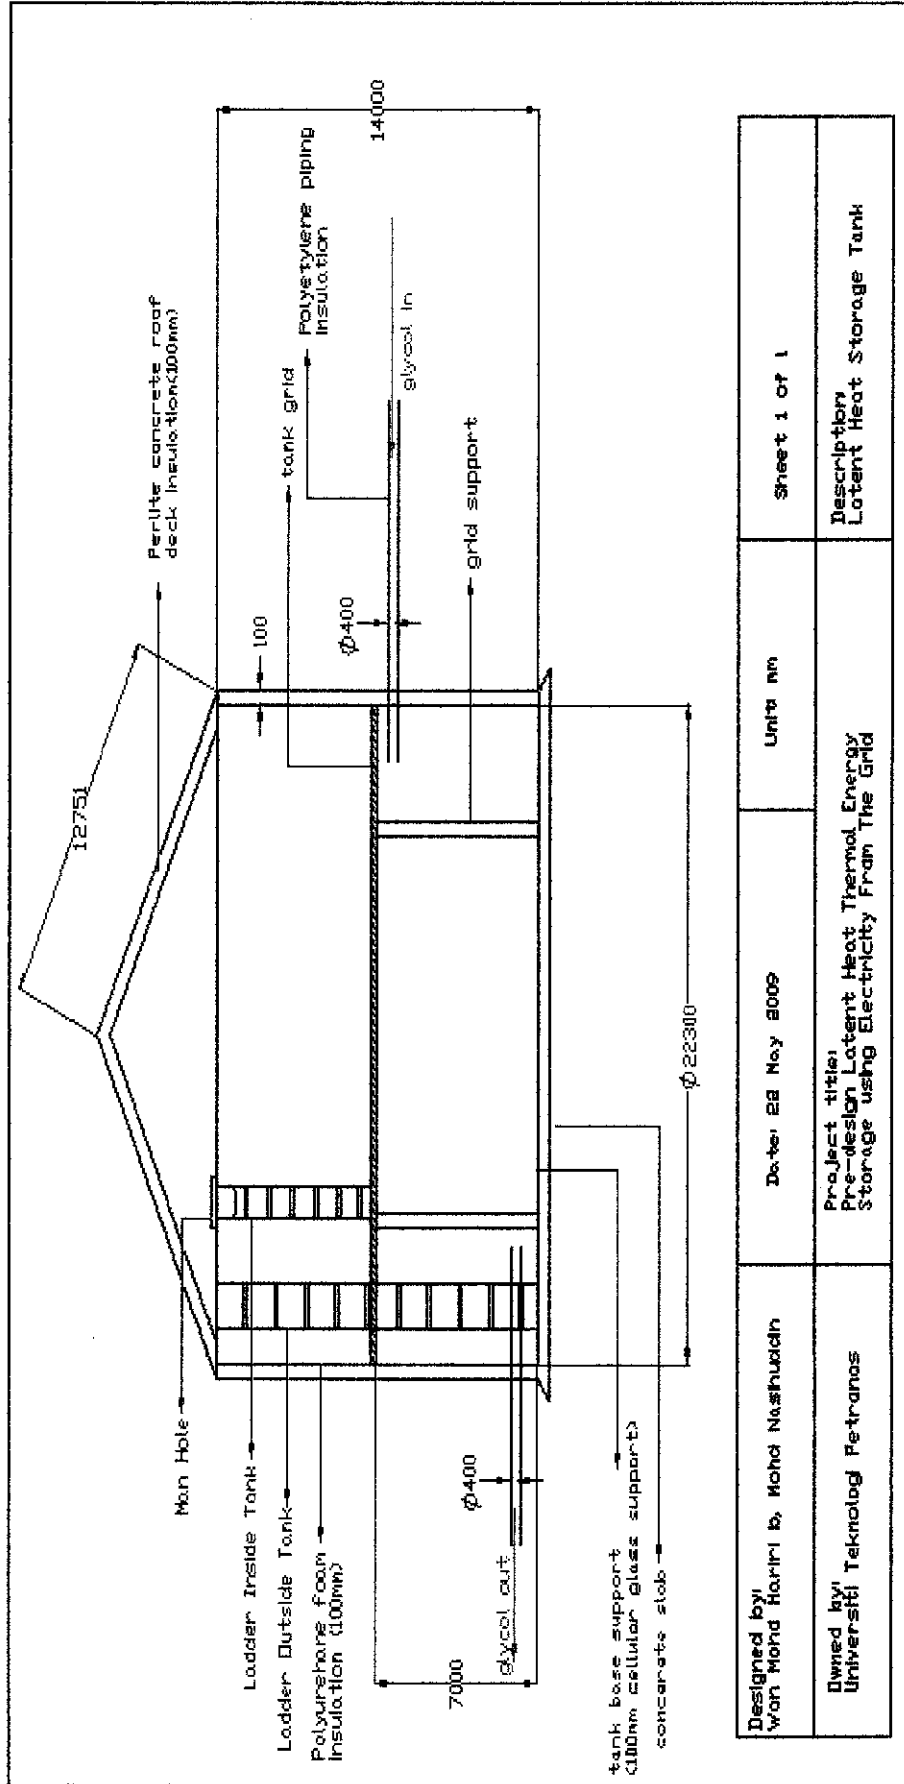 12751
Perlite concrete roof
deck Insulation(100mm)
14000
Polyetylene piping
Insulation
tank grid
glycol In
100
Ø400
grid support
Man Hole
Ladder Inside Tank
Ladder Outside Tank
Polyurehane foam
Insulation (100mm)
7000
glycol out
Ø400
Ø22300
tank base support
(100mm cellular glass support)
concarate slab
Designed by:
Wan Mohd Hariri b. Mohd Nashuddin
Date: 22 May 2009
Unit: mm
Sheet 1 of 1
Owned by:
Universiti Teknologi Petronas
Project title:
Pre-design Latent Heat Thermal Energy
Storage using Electricity From The Grid
Description:
Latent Heat Storage Tank